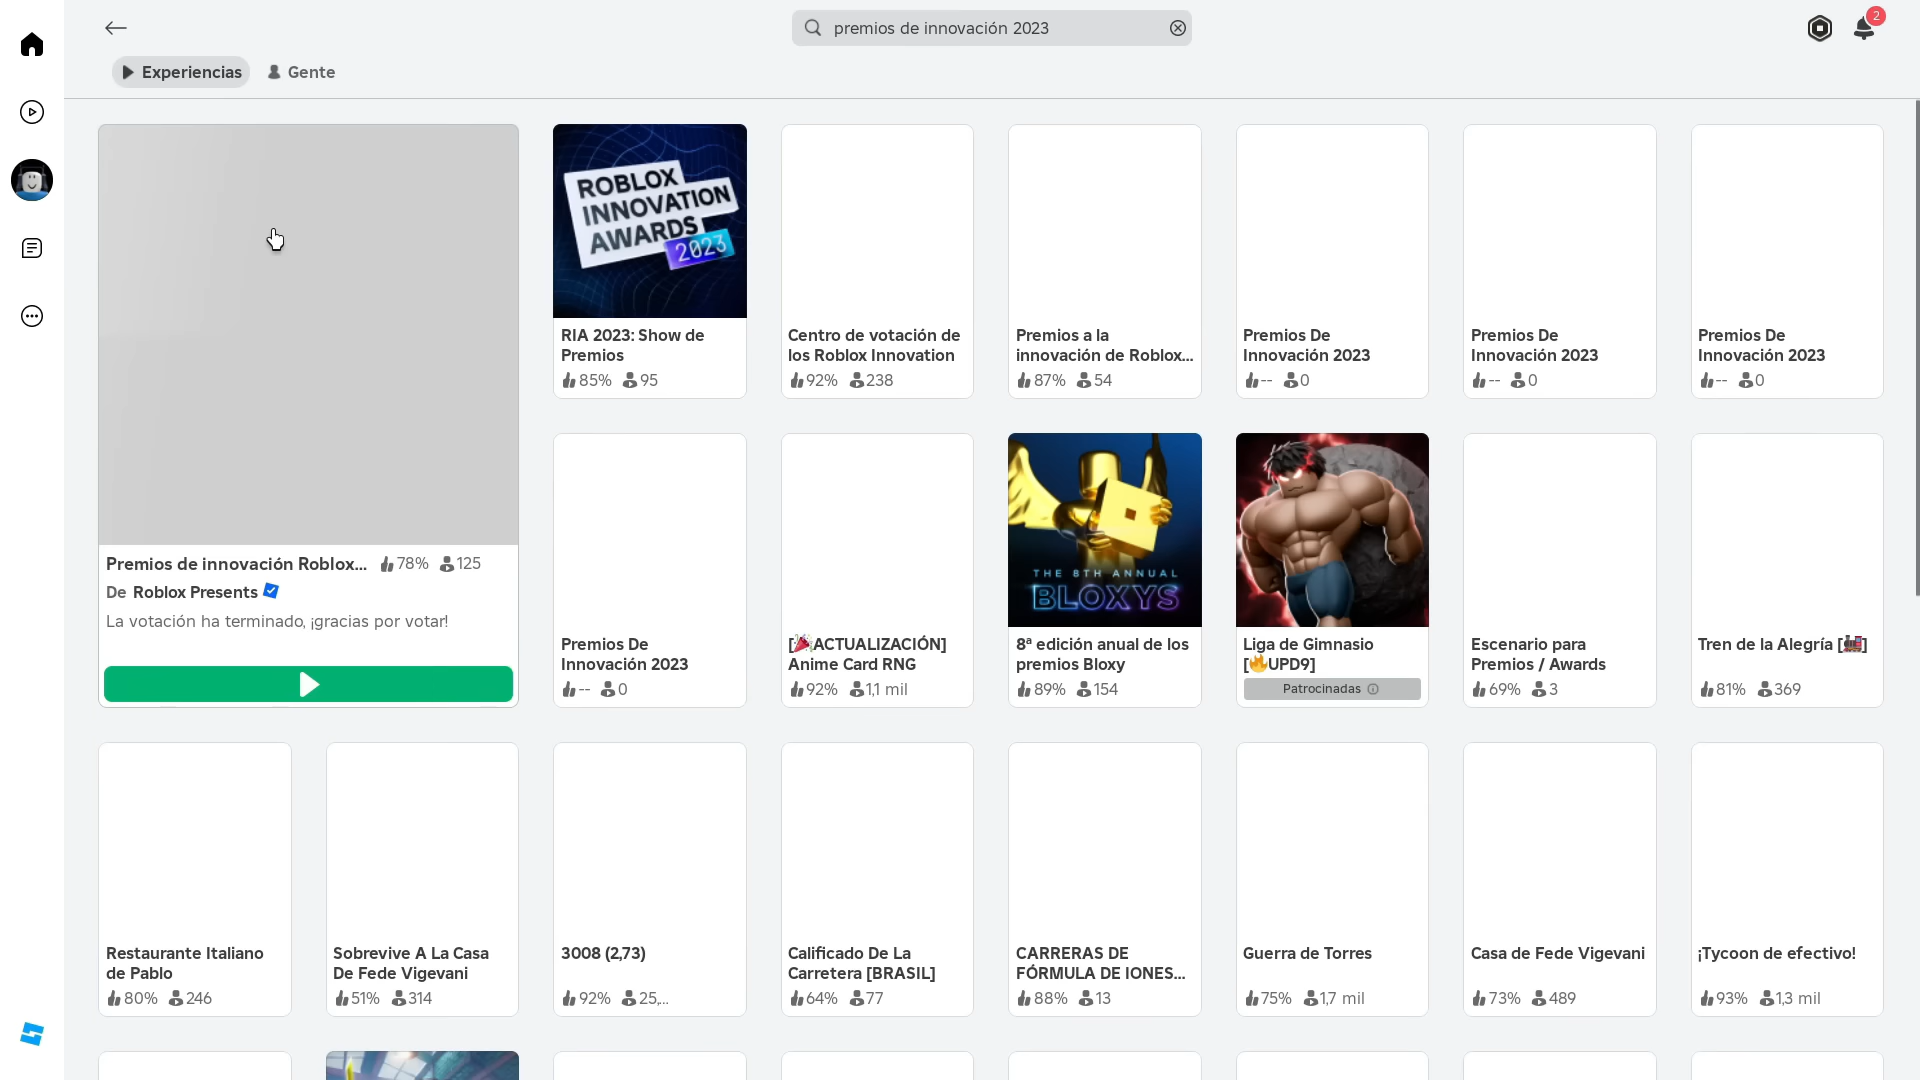 premios de innovación 2023
2
Experiencias
Gente
Premios de innovación Roblox...
78%
125
De Roblox Presents
La votación ha terminado, ¡gracias por votar!
ROBLOX
INNOVATION
AWARDS
2023
RIA 2023: Show de
Premios
85%
95
Centro de votación de
los Roblox Innovation
92%
238
Premios a la
innovación de Roblox...
87%
54
Premios De
Innovación 2023
--
0
Premios De
Innovación 2023
--
0
Premios De
Innovación 2023
--
0
Premios De
Innovación 2023
--
0
[🎉ACTUALIZACIÓN]
Anime Card RNG
92%
1,1 mil
THE 8TH ANNUAL
BLOXYS
8ª edición anual de los
premios Bloxy
89%
154
Liga de Gimnasio
[🔥UPD9]
Patrocinadas
Escenario para
Premios / Awards
69%
3
Tren de la Alegría [🚂]
81%
369
Restaurante Italiano
de Pablo
80%
246
Sobrevive A La Casa
De Fede Vigevani
51%
314
3008 (2,73)
92%
25,...
Calificado De La
Carretera [BRASIL]
64%
77
CARRERAS DE
FÓRMULA DE IONES...
88%
13
Guerra de Torres
75%
1,7 mil
Casa de Fede Vigevani
73%
489
¡Tycoon de efectivo!
93%
1,3 mil